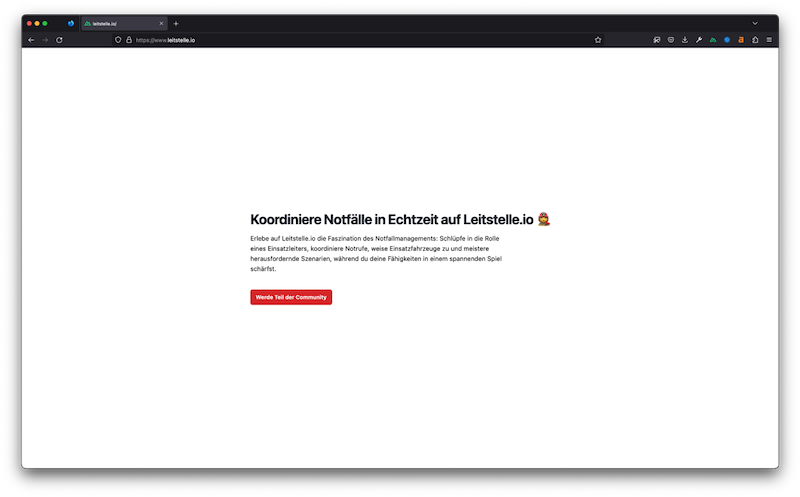 leitstelle.io/
https://www.leitstelle.io
Koordiniere Notfälle in Echtzeit auf Leitstelle.io
Erlebe auf Leitstelle.io die Faszination des Notfallmanagements: Schlüpfe in die Rolle
eines Einsatzleiters, koordiniere Notrufe, weise Einsatzfahrzeuge zu und meistere
herausfordernde Szenarien, während du deine Fähigkeiten in einem spannenden Spiel
schärfst.
Werde Teil der Community